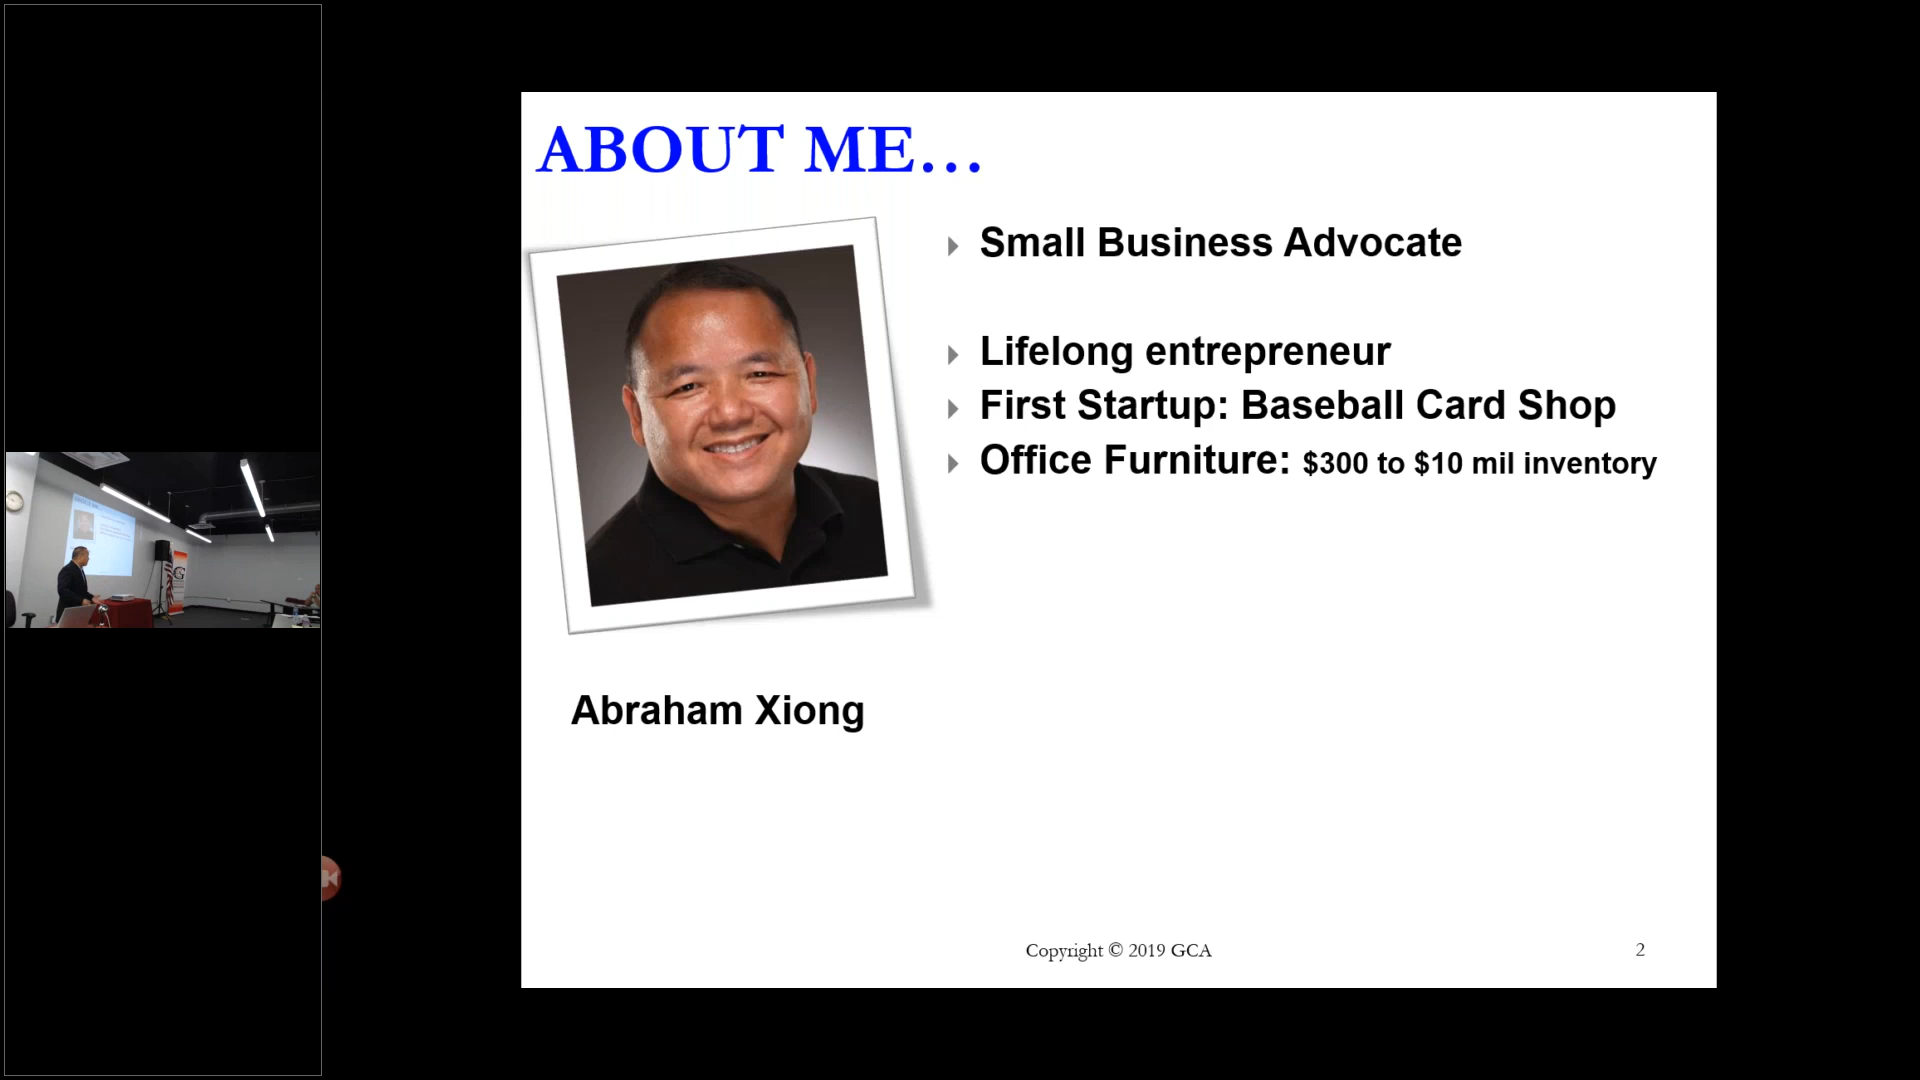 ABOUT ME…
Small Business Advocate
Lifelong entrepreneur
First Startup: Baseball Card Shop
Office Furniture: $300 to $10 mil inventory
Abraham Xiong
Copyright © 2019 GCA
2